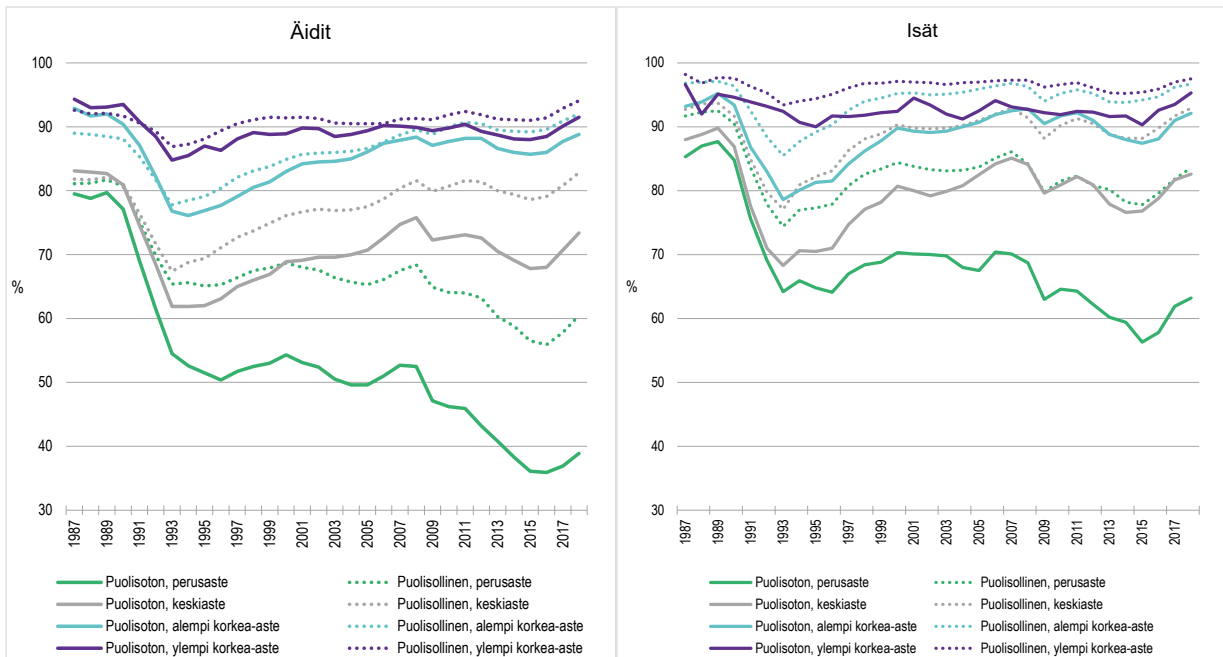 Äidit
100
90
80
70
%
60
50
40
30
1987
1989
1991
1993
1995
1997
1999
2001
2003
2005
2007
2009
2011
2013
2015
2017
Puolisoton, perusaste
Puolisollinen, perusaste
Puolisoton, keskiaste
Puolisollinen, keskiaste
Puolisoton, alempi korkea-aste
Puolisollinen, alempi korkea-aste
Puolisoton, ylempi korkea-aste
Puolisollinen, ylempi korkea-aste
Isät
100
90
80
70
%
60
50
40
30
1987
1989
1991
1993
1995
1997
1999
2001
2003
2005
2007
2009
2011
2013
2015
2017
Puolisoton, perusaste
Puolisollinen, perusaste
Puolisoton, keskiaste
Puolisollinen, keskiaste
Puolisoton, alempi korkea-aste
Puolisollinen, alempi korkea-aste
Puolisoton, ylempi korkea-aste
Puolisollinen, ylempi korkea-aste